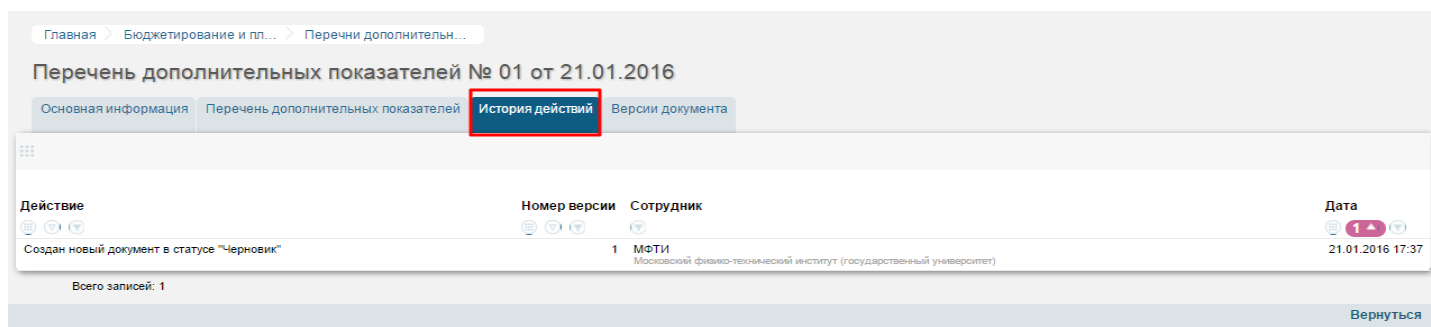 Главная Бюджетирование и пл... Перечни дополнительн...
Перечень дополнительных показателей № 01 от 21.01.2016
Основная информация Перечень дополнительных показателей История действий Версии документа
Действие Номер версии Сотрудник Дата
1
Создан новый документ в статусе "Черновик" 1 МФТИ 21.01.2016 17:37
Московский физико-технический институт (государственный университет)
Всего записей: 1
Вернуться